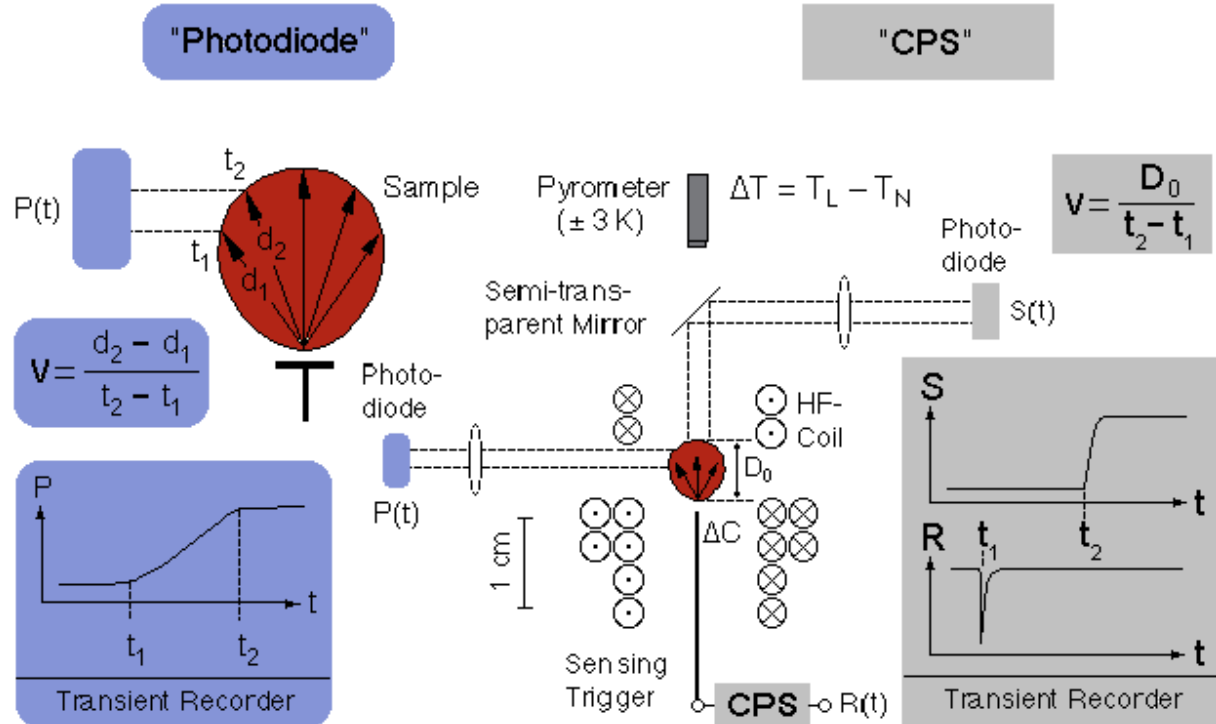 "Photodiode"
"CPS"
P(t)
t2
t1
d2
d1
Sample
Pyrometer
(± 3 K)
ΔT = TL – TN
Photo-
diode
S(t)
v = D0 / t2 – t1
Semi-trans-
parent Mirror
v = d2 – d1 / t2 – t1
Photo-
diode
P(t)
HF-
Coil
D0
ΔC
1 cm
Sensing
Trigger
CPS
R(t)
P
t
t1
t2
Transient Recorder
S
t
t2
R
t1
t
Transient Recorder